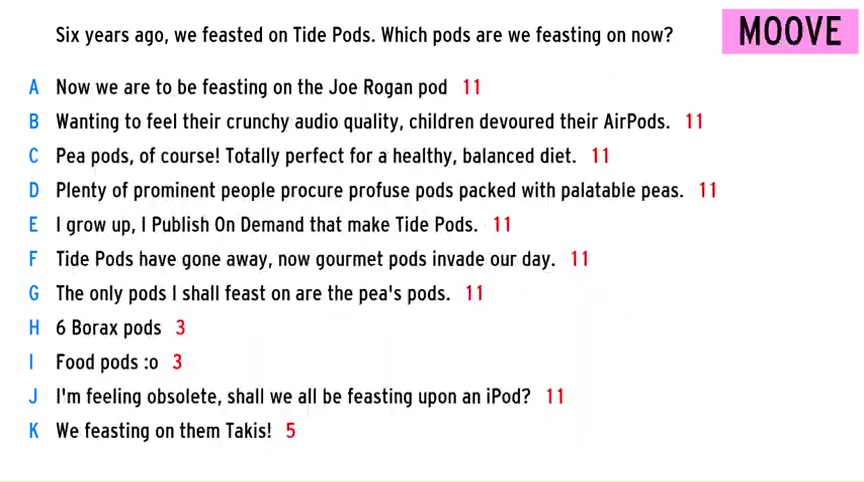 Six years ago, we feasted on Tide Pods. Which pods are we feasting on now?
MOOVE
A Now we are to be feasting on the Joe Rogan pod 11
B Wanting to feel their crunchy audio quality, children devoured their AirPods. 11
C Pea pods, of course! Totally perfect for a healthy, balanced diet. 11
D Plenty of prominent people procure profuse pods packed with palatable peas. 11
E I grow up, I Publish On Demand that make Tide Pods. 11
F Tide Pods have gone away, now gourmet pods invade our day. 11
G The only pods I shall feast on are the pea's pods. 11
H 6 Borax pods 3
I Food pods :o 3
J I'm feeling obsolete, shall we all be feasting upon an iPod? 11
K We feasting on them Takis! 5